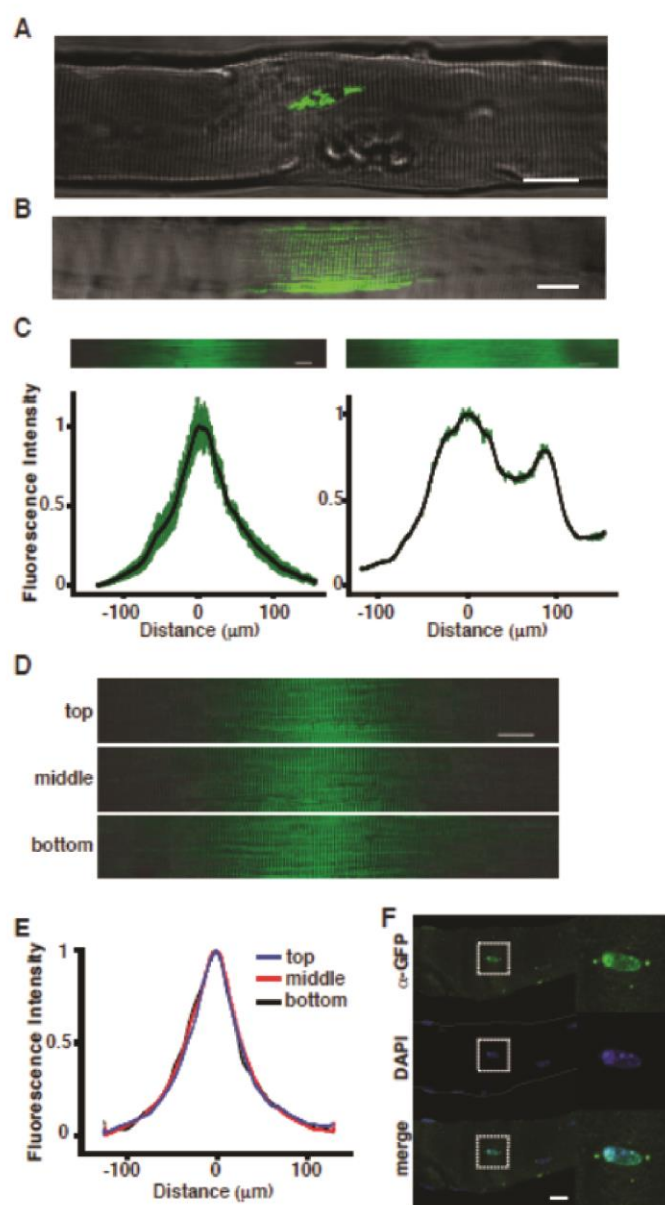 A
B
C
Fluorescence Intensity
1
0.5
0
-100 0 100
Distance (μm)
1
0.5
0
-100 0 100
Distance (μm)
D
top
middle
bottom
E
Fluorescence Intensity
1
0.5
0
-100 0 100
Distance (μm)
top
middle
bottom
F
α-GFP
DAPI
merge